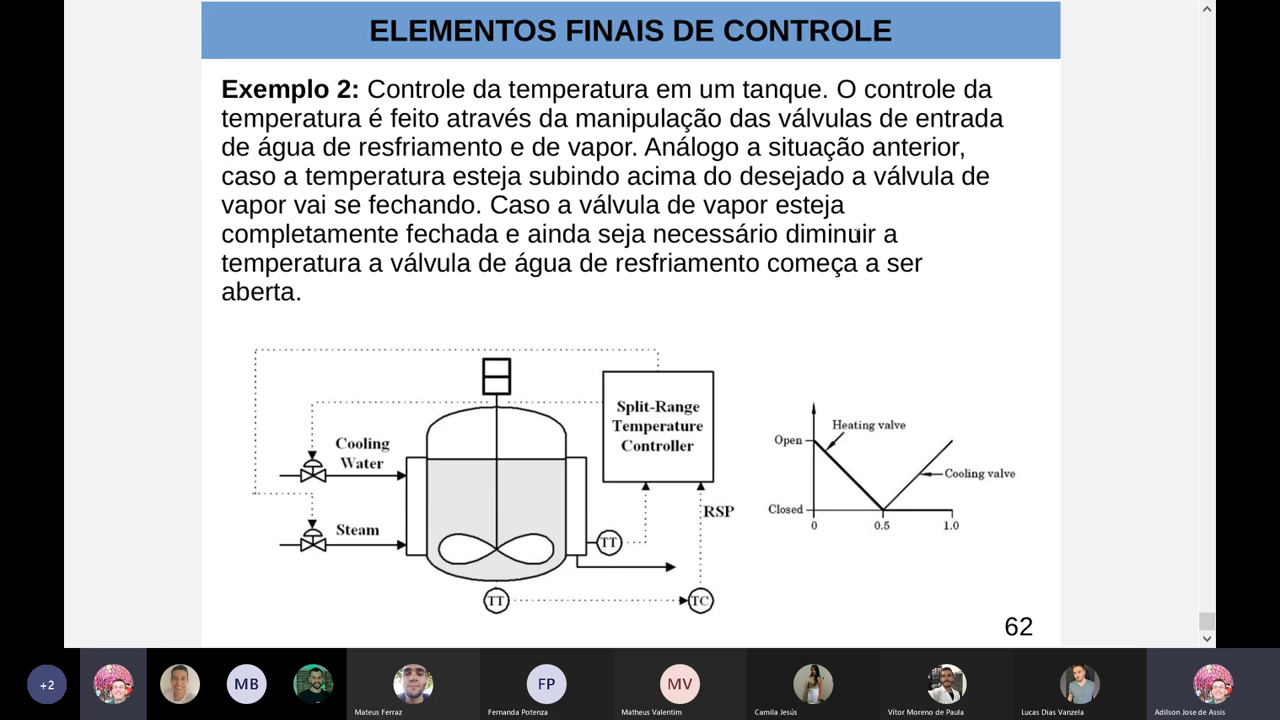 ELEMENTOS FINAIS DE CONTROLE
Exemplo 2: Controle da temperatura em um tanque. O controle da
temperatura é feito através da manipulação das válvulas de entrada
de água de resfriamento e de vapor. Análogo a situação anterior,
caso a temperatura esteja subindo acima do desejado a válvula de
vapor vai se fechando. Caso a válvula de vapor esteja
completamente fechada e ainda seja necessário diminuir a
temperatura a válvula de água de resfriamento começa a ser
aberta.
Split-Range
Temperature
Controller
Cooling
Water
Steam
RSP
TT
TT
TC
Heating valve
Open
Cooling valve
Closed
0
0.5
1.0
62
+2
MB
Mateus Ferraz
FP
Fernanda Potenza
MV
Matheus Valentim
Camila Jesús
Vítor Moreno de Paula
Lucas Dias Vanzela
Adilson Jose de Assis